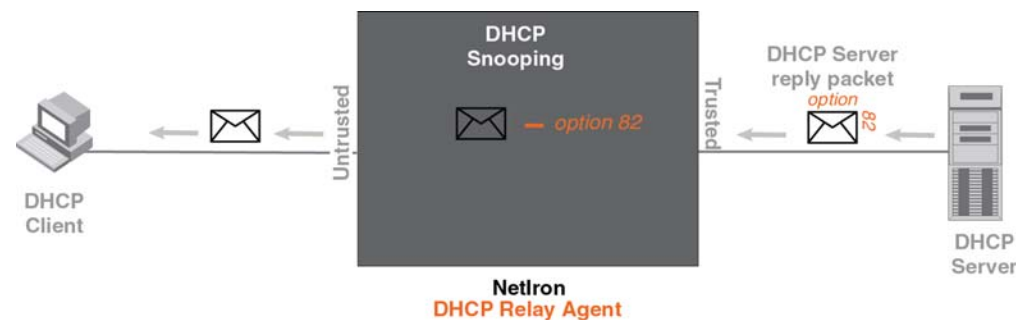 DHCP
Snooping
DHCP Server
reply packet
option
82
Untrusted
– option 82
Trusted
DHCP
Client
DHCP
Server
NetIron
DHCP Relay Agent